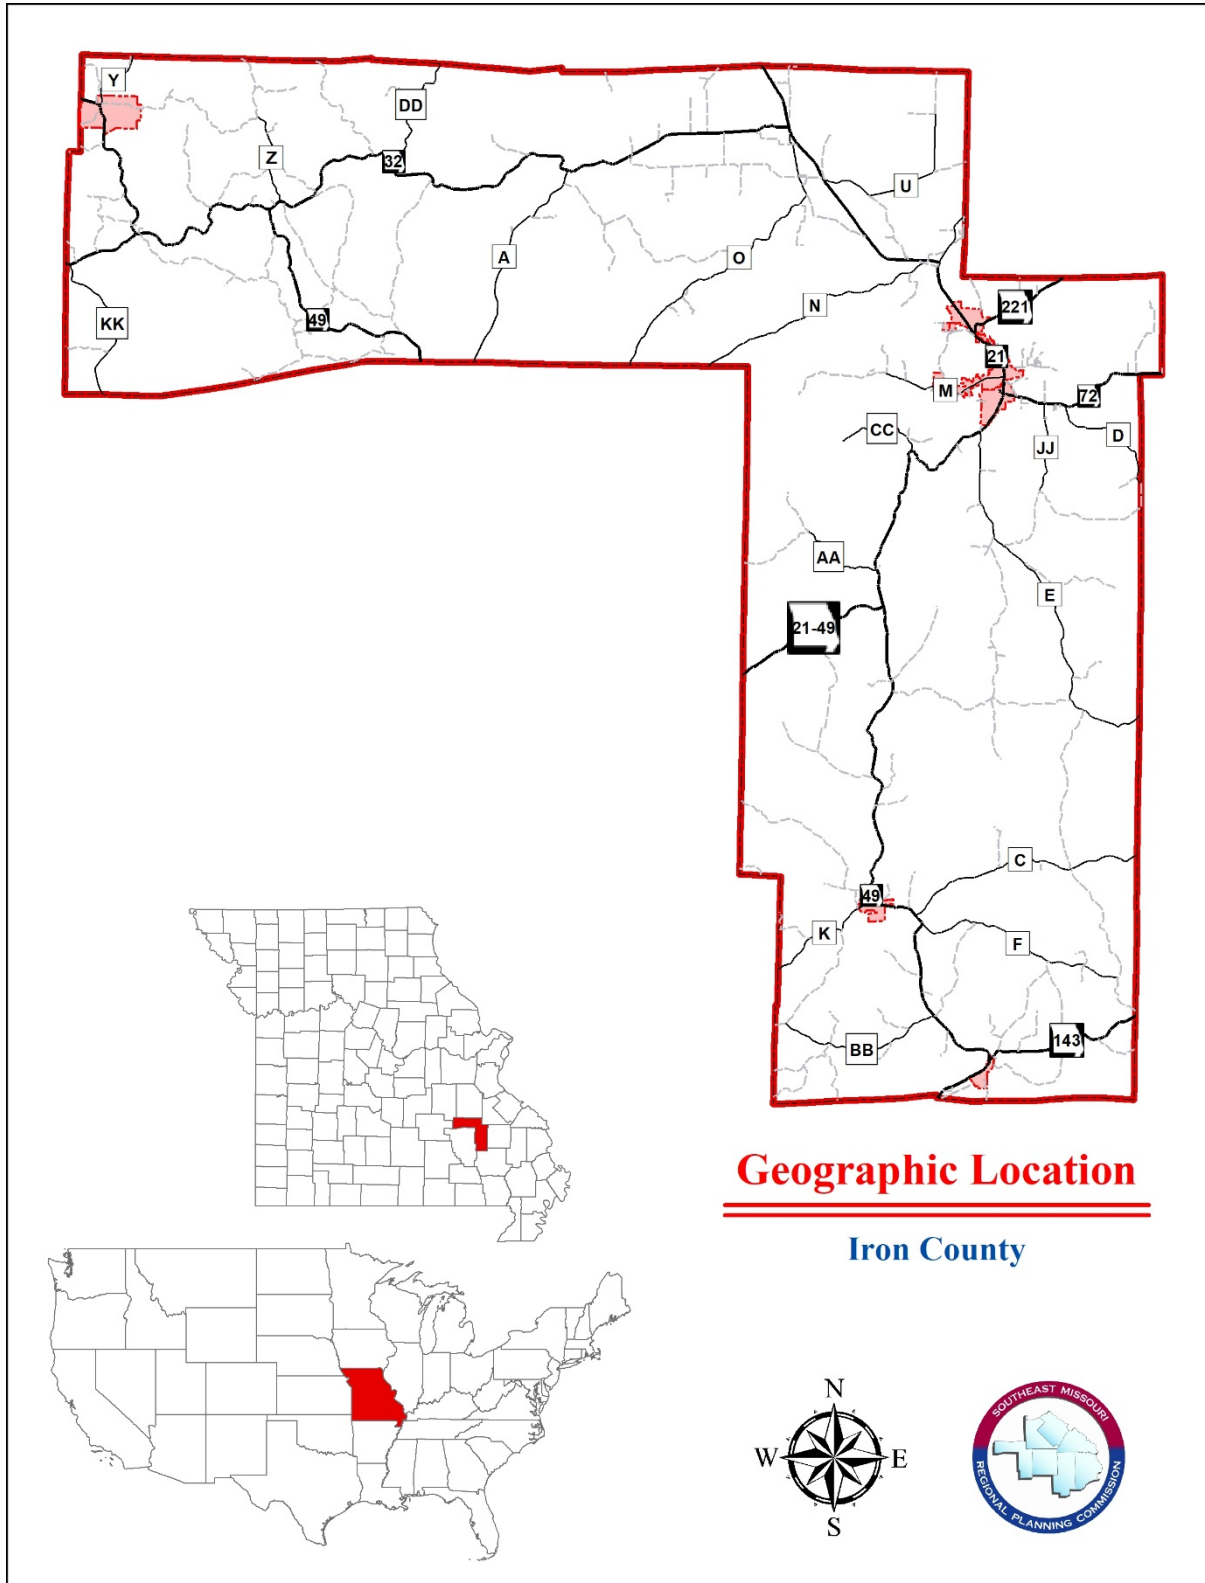 Y
DD
Z
32
U
A
O
N
221
KK
49
21
M
72
CC
D
JJ
AA
E
21-49
C
49
K
F
143
BB
Geographic Location
Iron County
N
W
E
S
SOUTHEAST MISSOURI
REGIONAL PLANNING COMMISSION